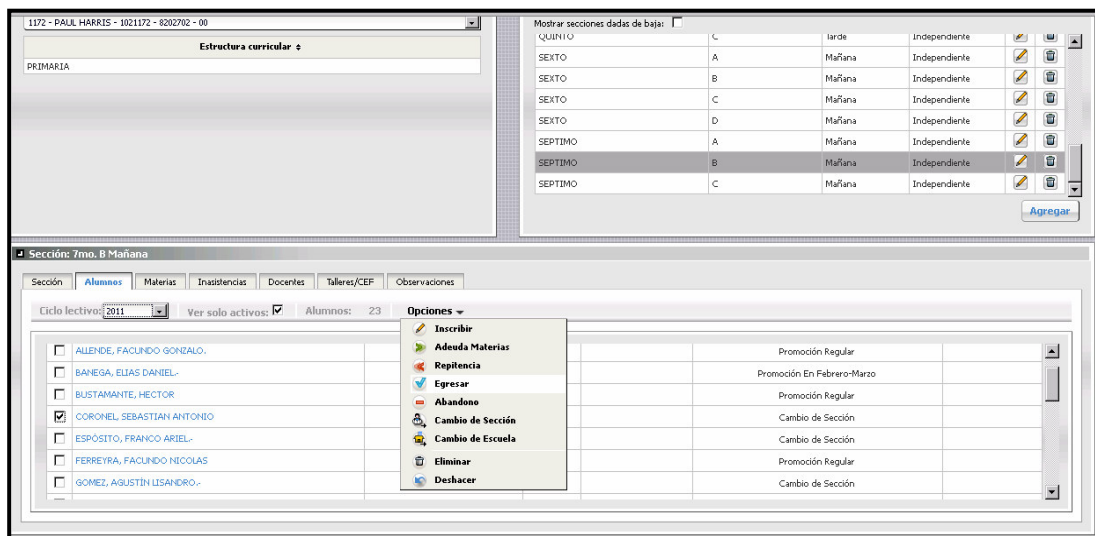 1172 - PAUL HARRIS - 1021172 - 8202702 - 00
Estructura curricular
PRIMARIA
Mostrar secciones dadas de baja:
QUINTO C Tarde Independiente
SEXTO A Mañana Independiente
SEXTO B Mañana Independiente
SEXTO C Mañana Independiente
SEXTO D Mañana Independiente
SEPTIMO A Mañana Independiente
SEPTIMO B Mañana Independiente
SEPTIMO C Mañana Independiente
Agregar
Sección: 7mo. B Mañana
Sección Alumnos Materias Inasistencias Docentes Talleres/CEF Observaciones
Ciclo lectivo: 2011 Ver solo activos: Alumnos: 23 Opciones
Inscribir
Adeuda Materias
Repitencia
Egresar
Abandono
Cambio de Sección
Cambio de Escuela
Eliminar
Deshacer
ALLENDE, FACUNDO GONZALO. Promoción Regular
BANEGA, ELIAS DANIEL.- Promoción En Febrero-Marzo
BUSTAMANTE, HECTOR Promoción Regular
CORONEL, SEBASTIAN ANTONIO Cambio de Sección
ESPÓSITO, FRANCO ARIEL.- Cambio de Sección
FERREYRA, FACUNDO NICOLAS Promoción Regular
GOMEZ, AGUSTÍN LISANDRO.- Cambio de Sección